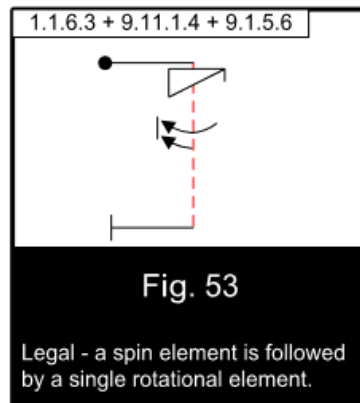 1.1.6.3 + 9.11.1.4 + 9.1.5.6
Fig. 53
Legal - a spin element is followed
by a single rotational element.